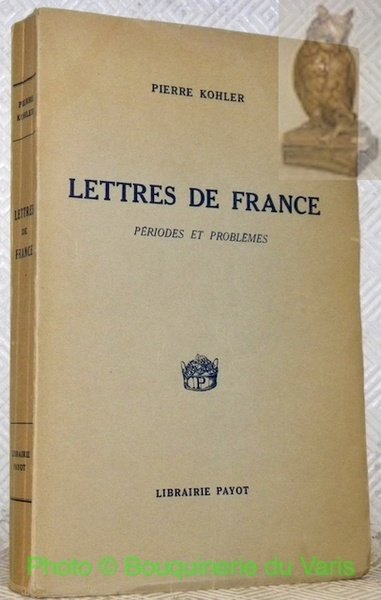 PIERRE KOHLER
LETTRES DE FRANCE
PÉRIODES ET PROBLÈMES
P
LIBRAIRIE PAYOT
PIERRE
KOHLER
LETTRES
DE
FRANCE
LIBRAIRIE
PAYOT
Photo © Bouquinerie du Varis